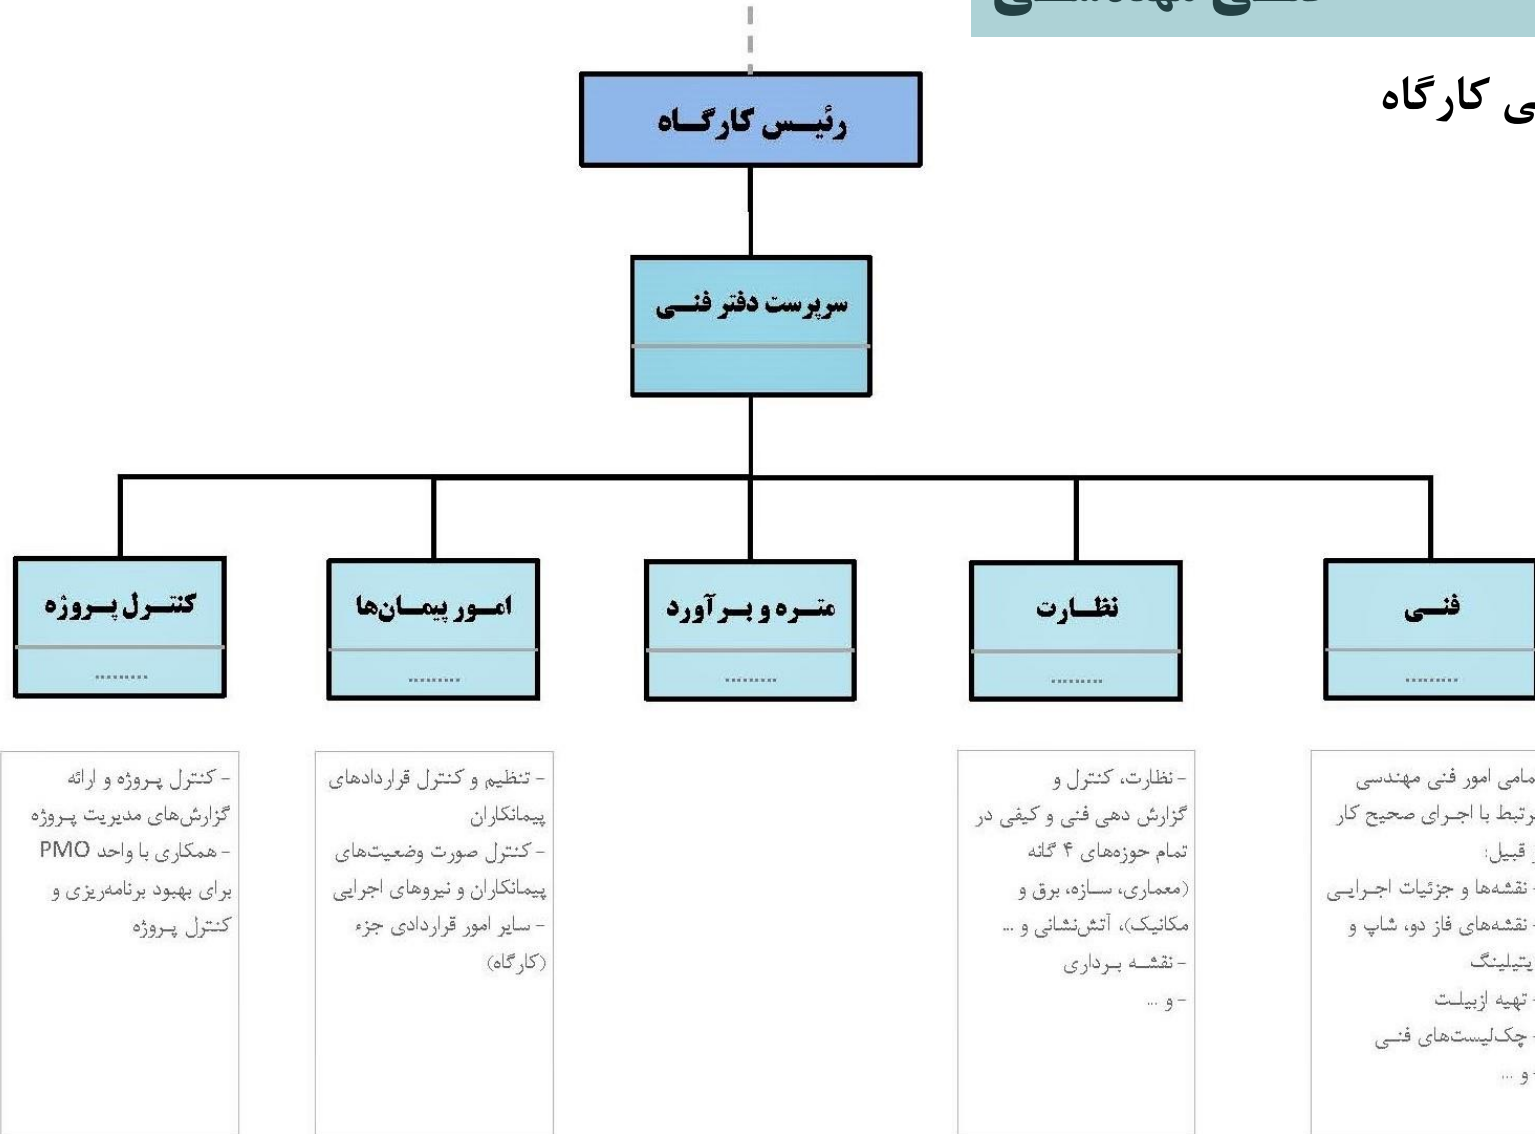 مهندسی
کارگاه
رئیس کارگاه
سرپرست دفتر فنی
فنی
.........
نظارت
.........
متره و برآورد
.........
امور پیمان‌ها
.........
کنترل پروژه
.........
امور فنی مهندسی
با اجرای صحیح کار
قبیل:
- نقشه‌ها و جزئیات اجرایی
- نقشه‌های فاز دو، شاپ و
- تهیه ازبیلت
- چک‌لیست‌های فنی
- و ...
- نظارت، کنترل و
گزارش دهی فنی و کیفی در
تمام حوزه‌های ۴ گانه
(معماری، سازه، برق و
مکانیک)، آتش‌نشانی و ...
- نقشه برداری
- و ...
- تنظیم و کنترل قراردادهای
پیمانکاران
- کنترل صورت وضعیت‌های
پیمانکاران و نیروهای اجرایی
- سایر امور قراردادی جزء
(کارگاه)
- کنترل پروژه و ارائه
گزارش‌های مدیریت پروژه
- همکاری با واحد PMO
برای بهبود برنامه‌ریزی و
کنترل پروژه